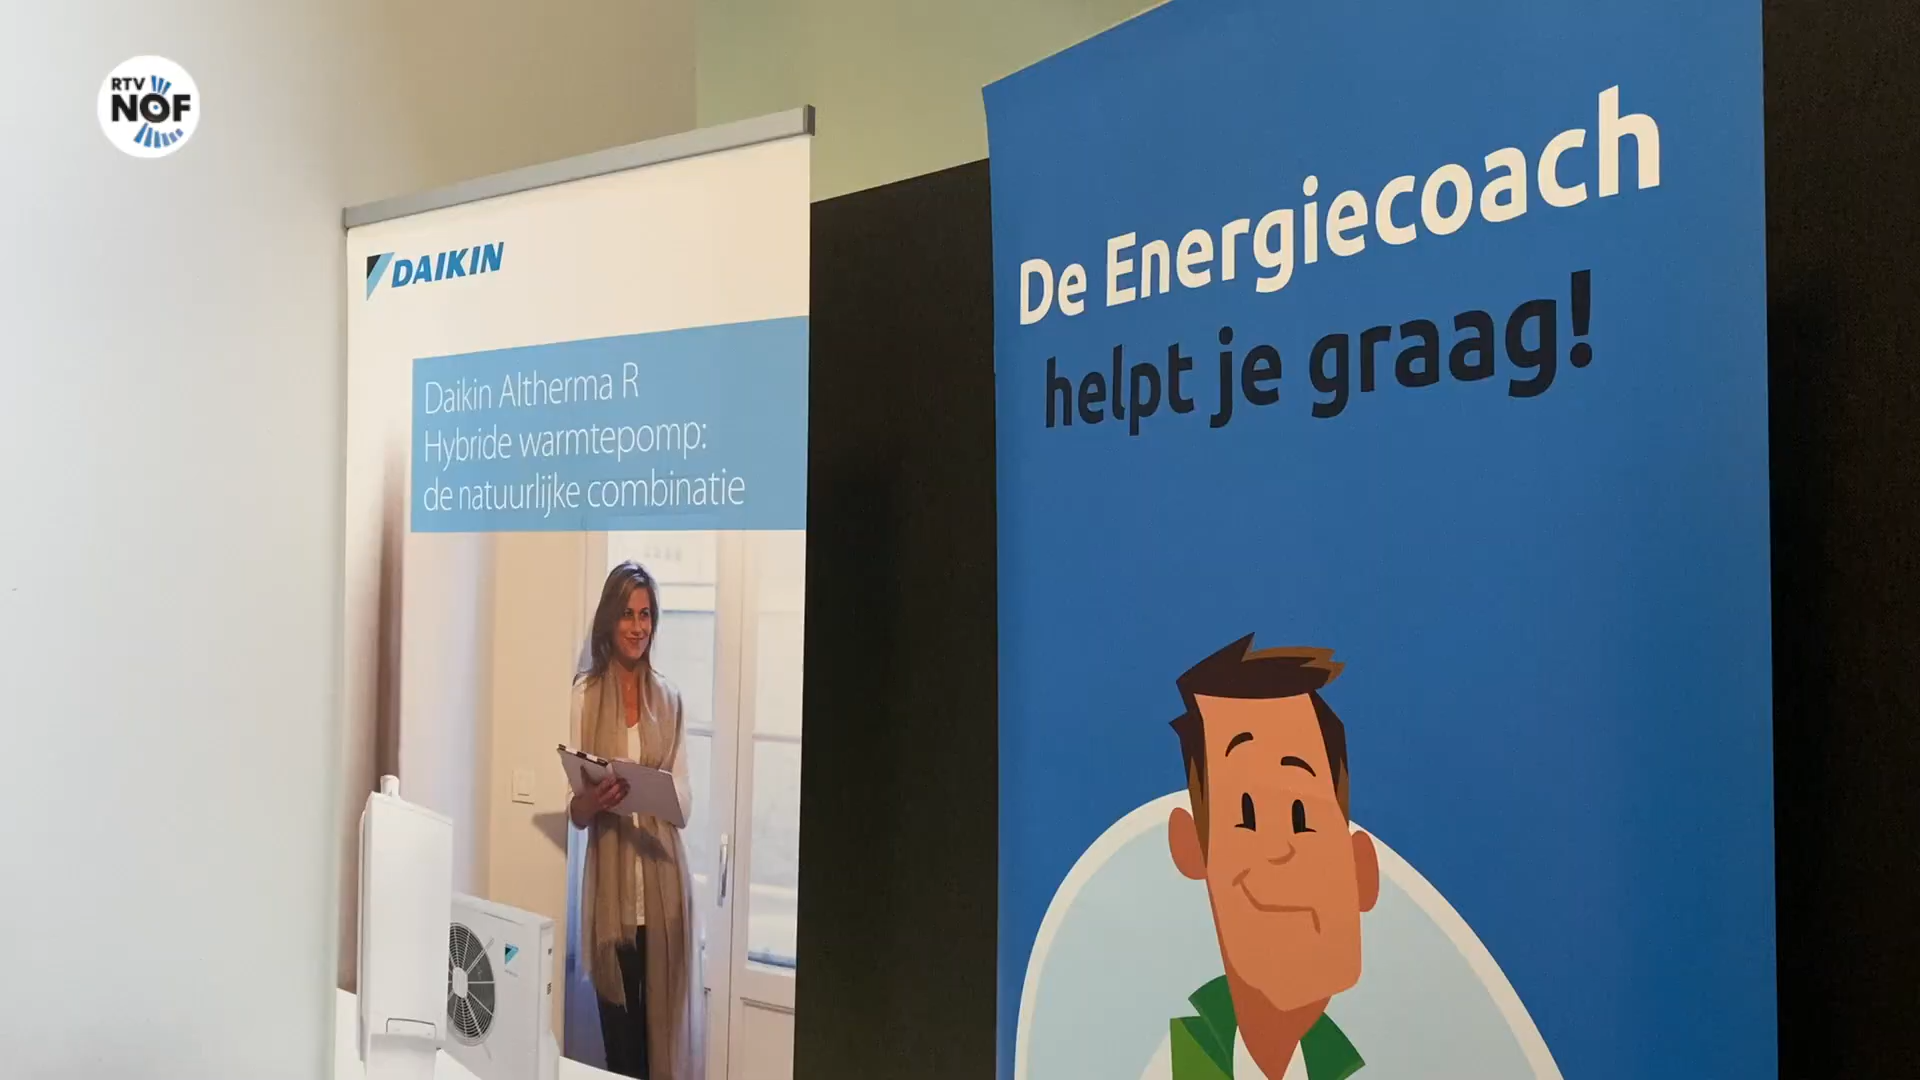 RTV
NOF
DAIKIN
Daikin Altherma R
Hybride warmtepomp:
de natuurlijke combinatie
De Energiecoach
helpt je graag!